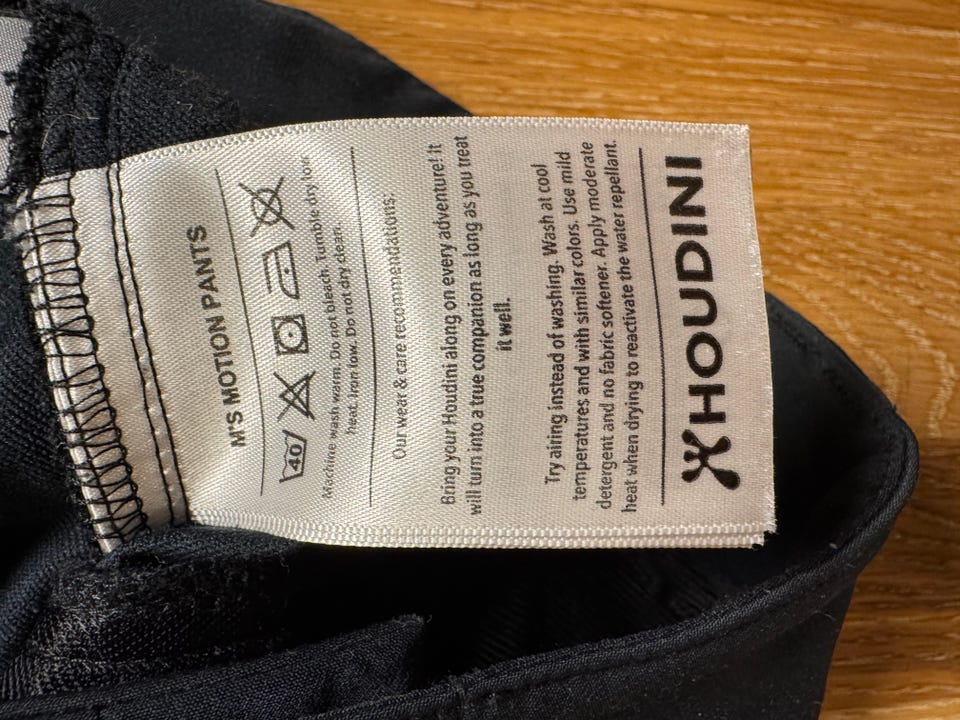 M'S MOTION PANTS
40
Machine wash warm. Do not bleach. Tumble dry low
heat. Iron low. Do not dry clean.
Our wear & care recommendations:
Bring your Houdini along on every adventure! It
will turn into a true companion as long as you treat
it well.
Try airing instead of washing. Wash at cool
temperatures and with similar colors. Use mild
detergent and no fabric softener. Apply moderate
heat when drying to reactivate the water repellant.
HOUDINI